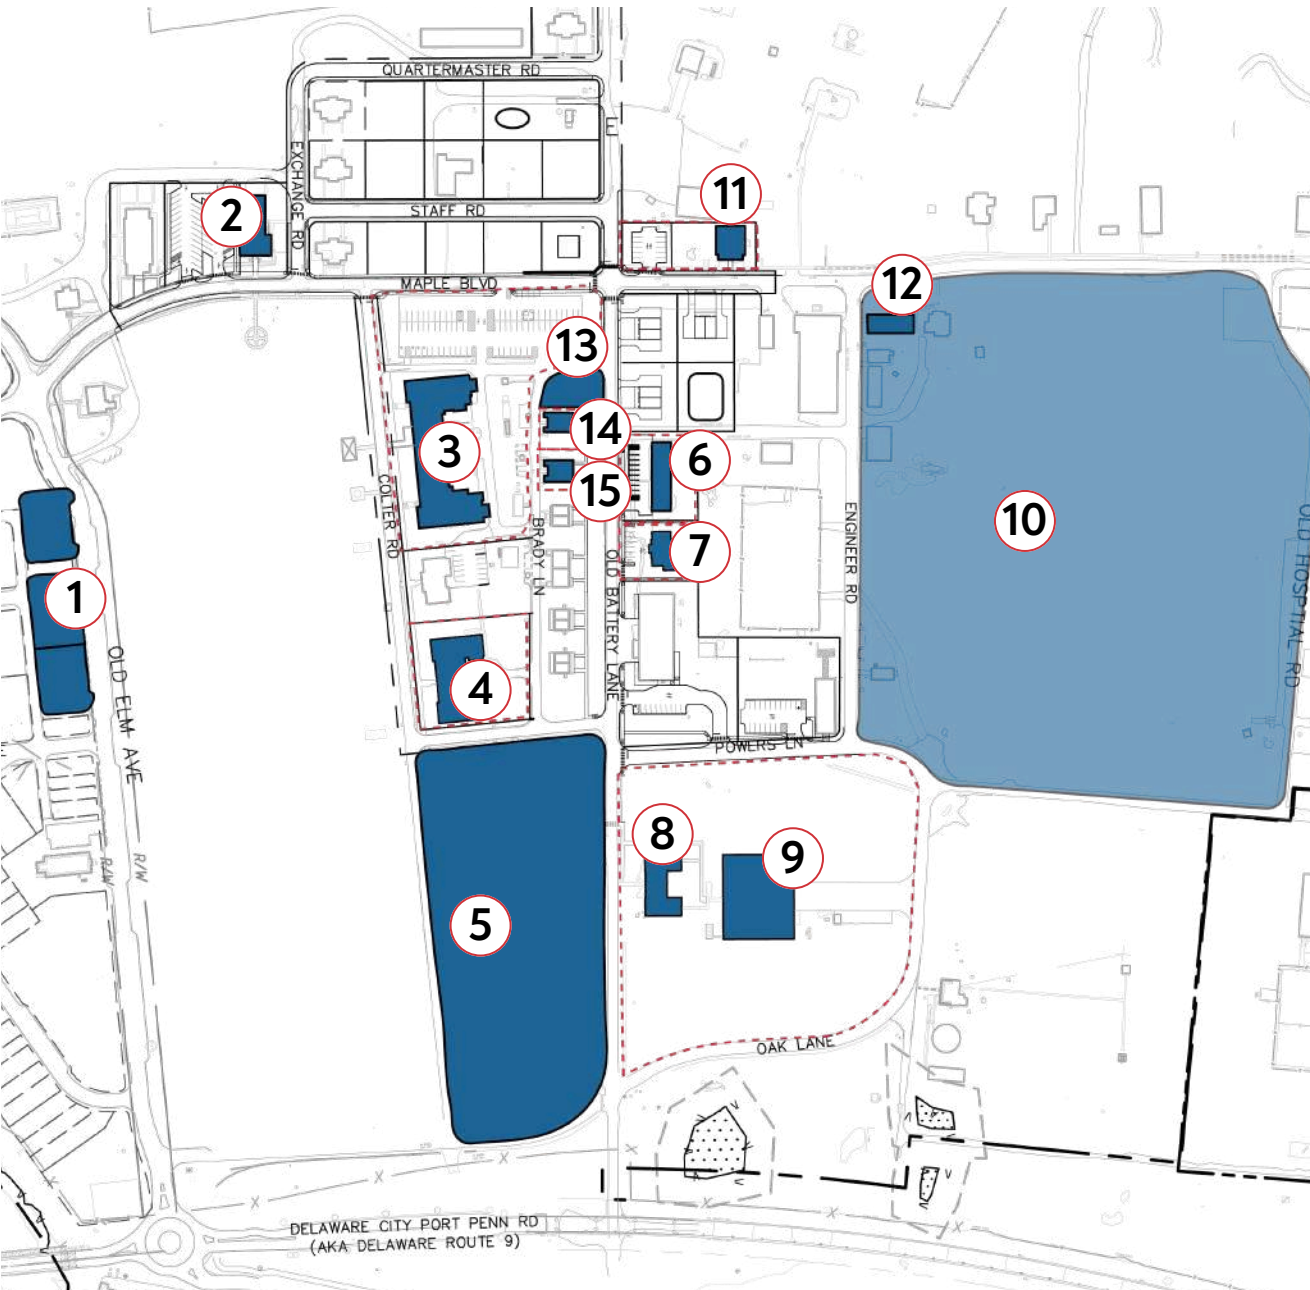 QUARTERMASTER RD
EXCHANGE RD
11
2
STAFF RD
MAPLE BLVD
12
13
14
3
6
15
10
COLTER RD
BRADY LN
ENGINEER RD
OLD HOSPTIAL RD
7
1
OLD BATTERY LANE
OLD ELM AVE
4
POWERS LN
8
9
R/W
R/W
5
OAK LANE
DELAWARE CITY PORT PENN RD
(AKA DELAWARE ROUTE 9)